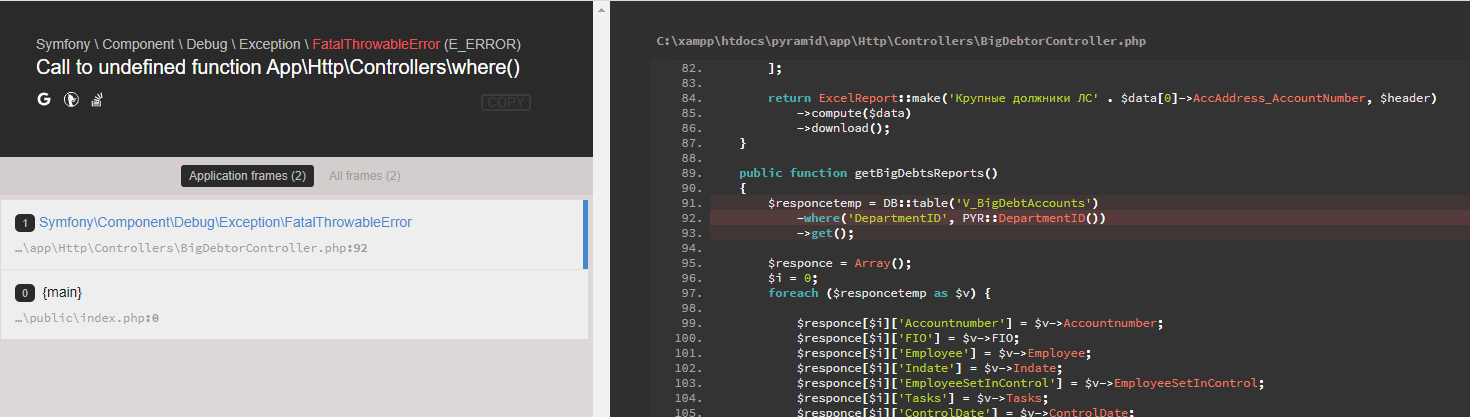 Symfony \ Component \ Debug \ Exception \ FatalThrowableError (E_ERROR)
Call to undefined function App\Http\Controllers\where()
COPY
Application frames (2)
All frames (2)
1 Symfony\Component\Debug\Exception\FatalThrowableError
…\app\Http\Controllers\BigDebtorController.php:92
0 {main}
…\public\index.php:0
C:\xampp\htdocs\pyramid\app\Http\Controllers\BigDebtorController.php
82.         ];
83.
84.         return ExcelReport::make('Крупные должники ЛС' . $data[0]->AccAddress_AccountNumber, $header)
85.             ->compute($data)
86.             ->download();
87.     }
88.
89.     public function getBigDebtsReports()
90.     {
91.         $responcetemp = DB::table('V_BigDebtAccounts')
92.             -where('DepartmentID', PYR::DepartmentID())
93.             ->get();
94.
95.         $responce = Array();
96.         $i = 0;
97.         foreach ($responcetemp as $v) {
98.
99.             $responce[$i]['Accountnumber'] = $v->Accountnumber;
100.             $responce[$i]['FIO'] = $v->FIO;
101.             $responce[$i]['Employee'] = $v->Employee;
102.             $responce[$i]['Indate'] = $v->Indate;
103.             $responce[$i]['EmployeeSetInControl'] = $v->EmployeeSetInControl;
104.             $responce[$i]['Tasks'] = $v->Tasks;
105.             $responce[$i]['ControlDate'] = $v->ControlDate;